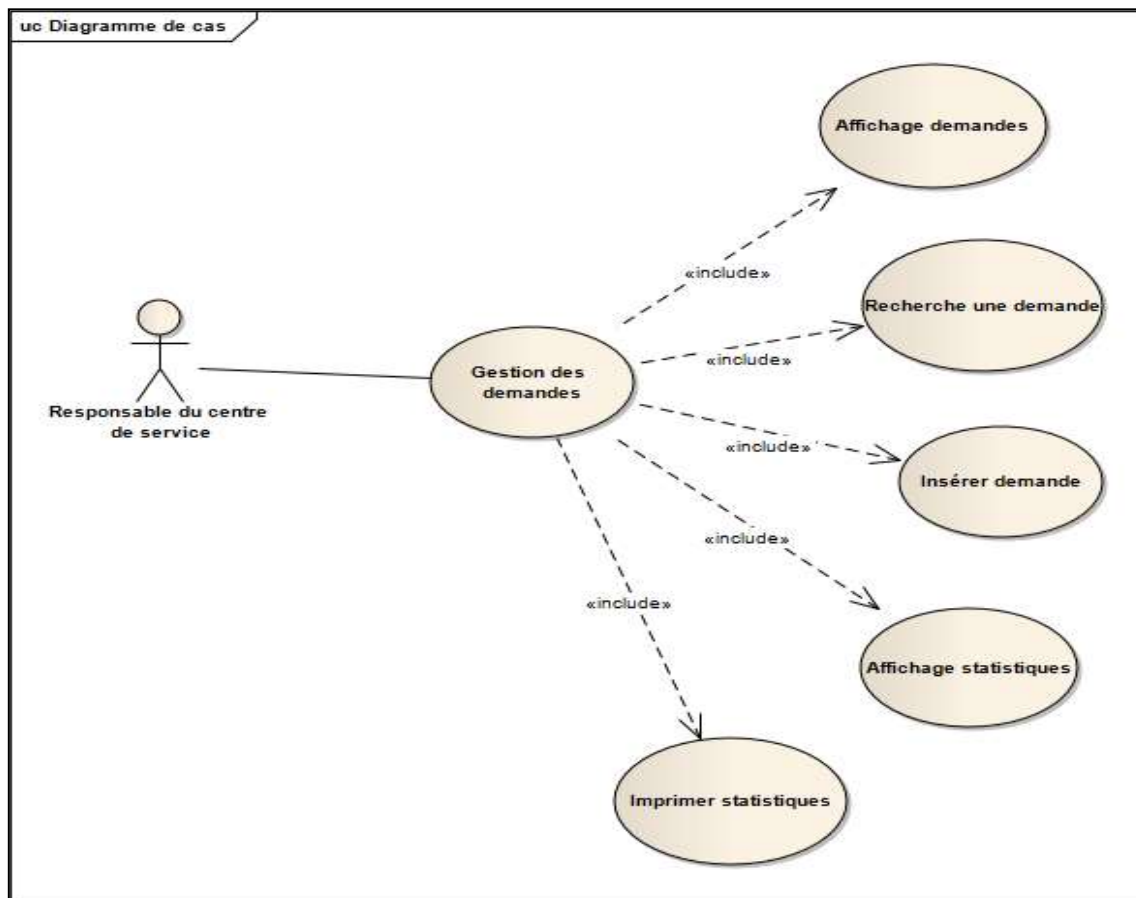 uc Diagramme de cas
Affichage demandes
«include»
Recherche une demande
«include»
Gestion des
demandes
Responsable du centre
de service
«include»
Insérer demande
«include»
Affichage statistiques
«include»
Imprimer statistiques